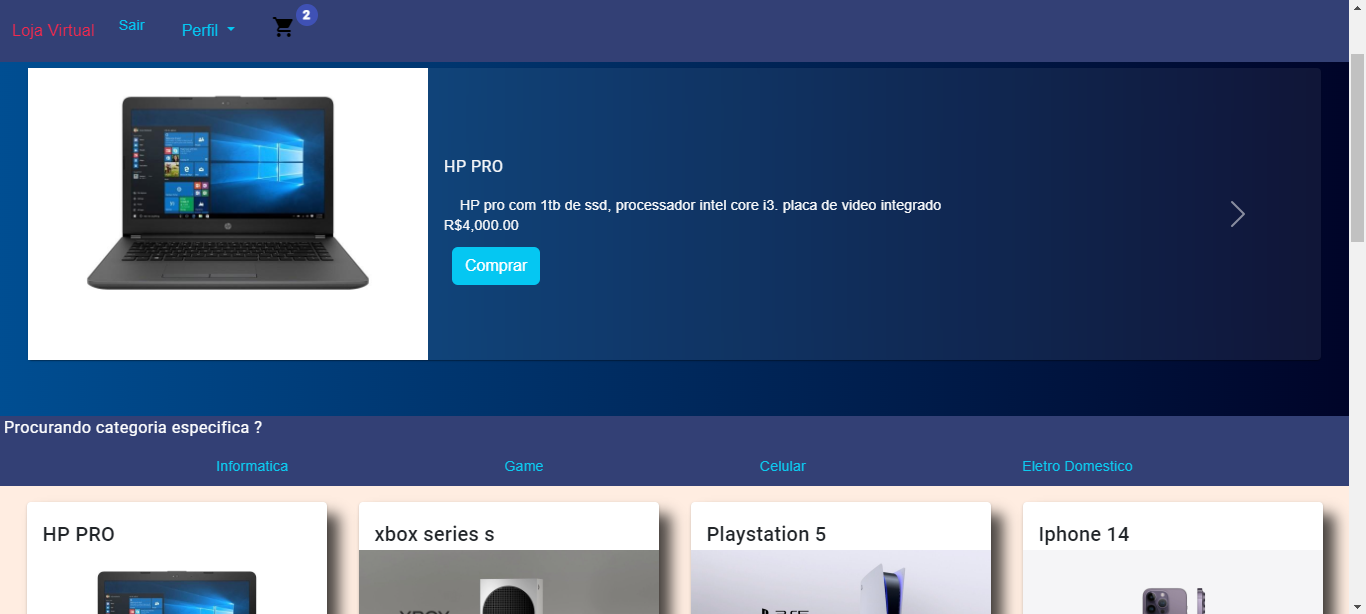 Loja Virtual
Sair
Perfil
2
HP PRO
HP pro com 1tb de ssd, processador intel core i3. placa de video integrado
R$4,000.00
Comprar
Procurando categoria especifica ?
Informatica
Game
Celular
Eletro Domestico
HP PRO
xbox series s
Playstation 5
Iphone 14